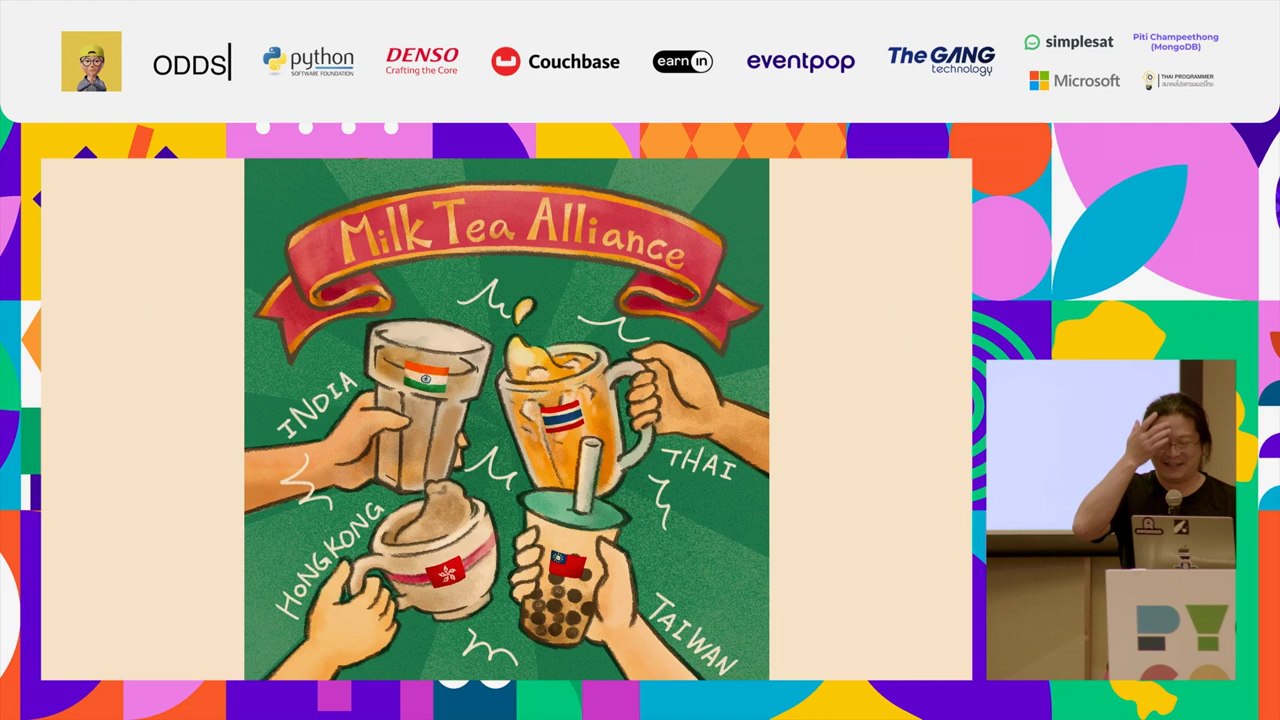 ODDS|
python
SOFTWARE FOUNDATION
DENSO
Crafting the Core
Couchbase
earn in
eventpop
The GANG
technology
simplesat
Microsoft
Piti Champeethong
(MongoDB)
THAI PROGRAMMER
สมาคมโปรแกรมเมอร์ไทย
Milk Tea Alliance
INDIA
THAI
HONGKONG
TAIWAN
PY